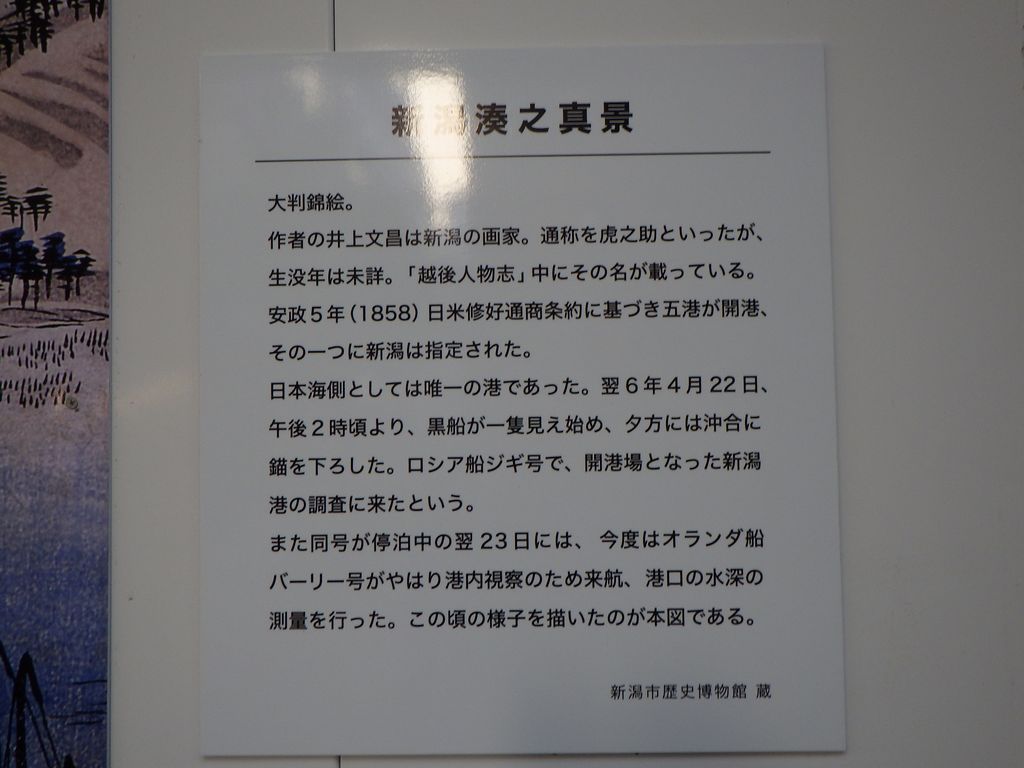 新潟湊之真景
大判錦絵。
作者の井上文昌は新潟の画家。通称を虎之助といったが、
生没年は未詳。「越後人物志」中にその名が載っている。
安政5年(1858)日米修好通商条約に基づき五港が開港、
その一つに新潟は指定された。
日本海側としては唯一の港であった。翌6年4月22日、
午後2時頃より、黒船が一隻見え始め、夕方には沖合に
錨を下ろした。ロシア船ジギ号で、開港場となった新潟
港の調査に来たという。
また同号が停泊中の翌23日には、今度はオランダ船
バーリー号がやはり港内視察のため来航、港口の水深の
測量を行った。この頃の様子を描いたのが本図である。
新潟市歴史博物館 蔵